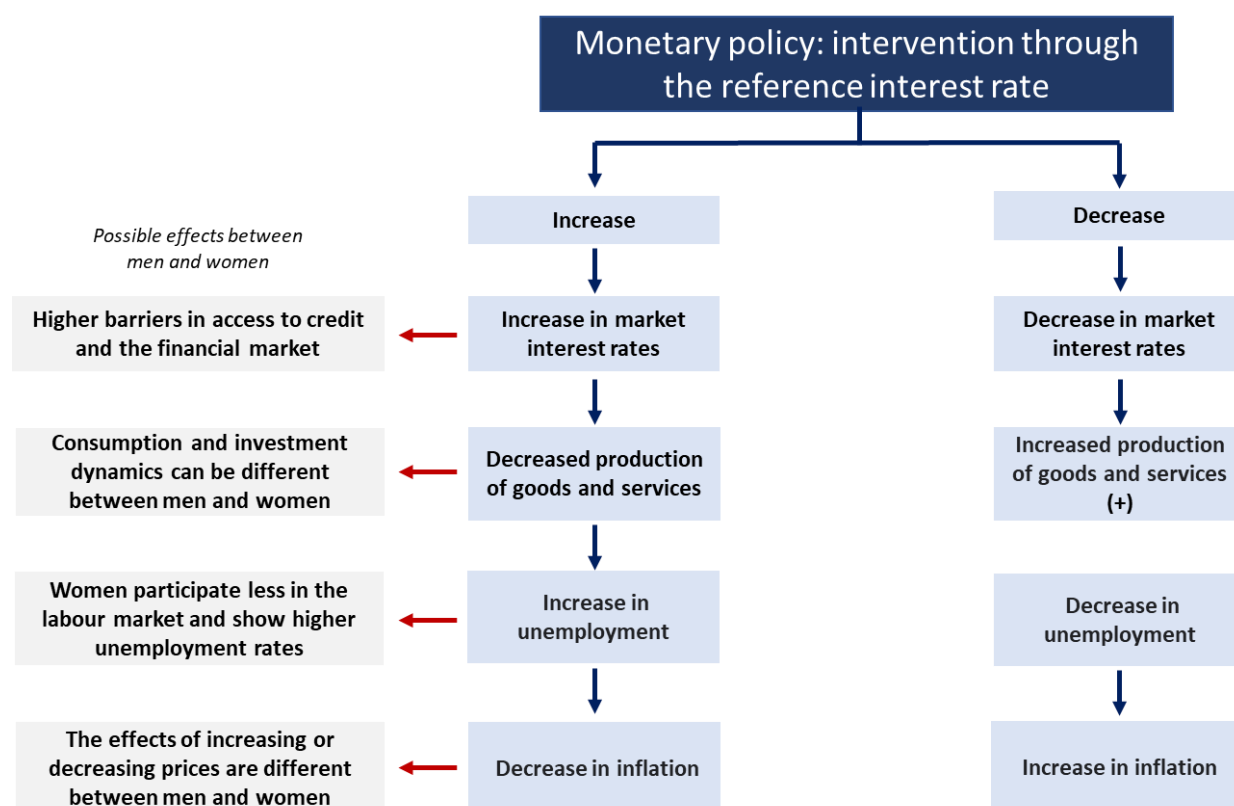 Monetary policy: intervention through
the reference interest rate
Increase
Decrease
Possible effects between
men and women
Higher barriers in access to credit
and the financial market
Increase in market
interest rates
Decrease in market
interest rates
Consumption and investment
dynamics can be different
between men and women
Decreased production
of goods and services
Increased production
of goods and services
(+)
Women participate less in the
labour market and show higher
unemployment rates
Increase in
unemployment
Decrease in
unemployment
The effects of increasing or
decreasing prices are different
between men and women
Decrease in inflation
Increase in inflation